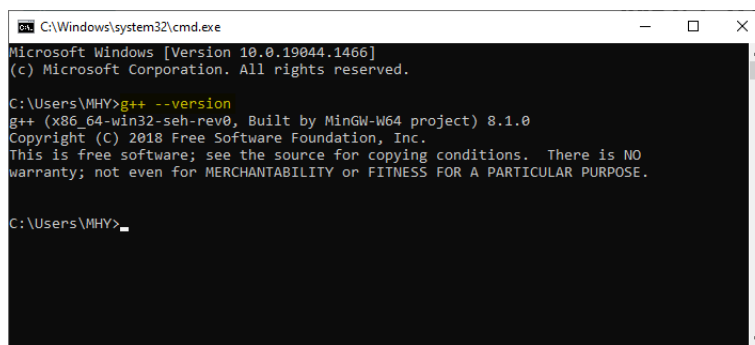 C:\Windows\system32\cmd.exe
Microsoft Windows [Version 10.0.19044.1466]
(c) Microsoft Corporation. All rights reserved.
C:\Users\MHY>g++ --version
g++ (x86_64-win32-seh-rev0, Built by MinGW-W64 project) 8.1.0
Copyright (C) 2018 Free Software Foundation, Inc.
This is free software; see the source for copying conditions.  There is NO
warranty; not even for MERCHANTABILITY or FITNESS FOR A PARTICULAR PURPOSE.
C:\Users\MHY>